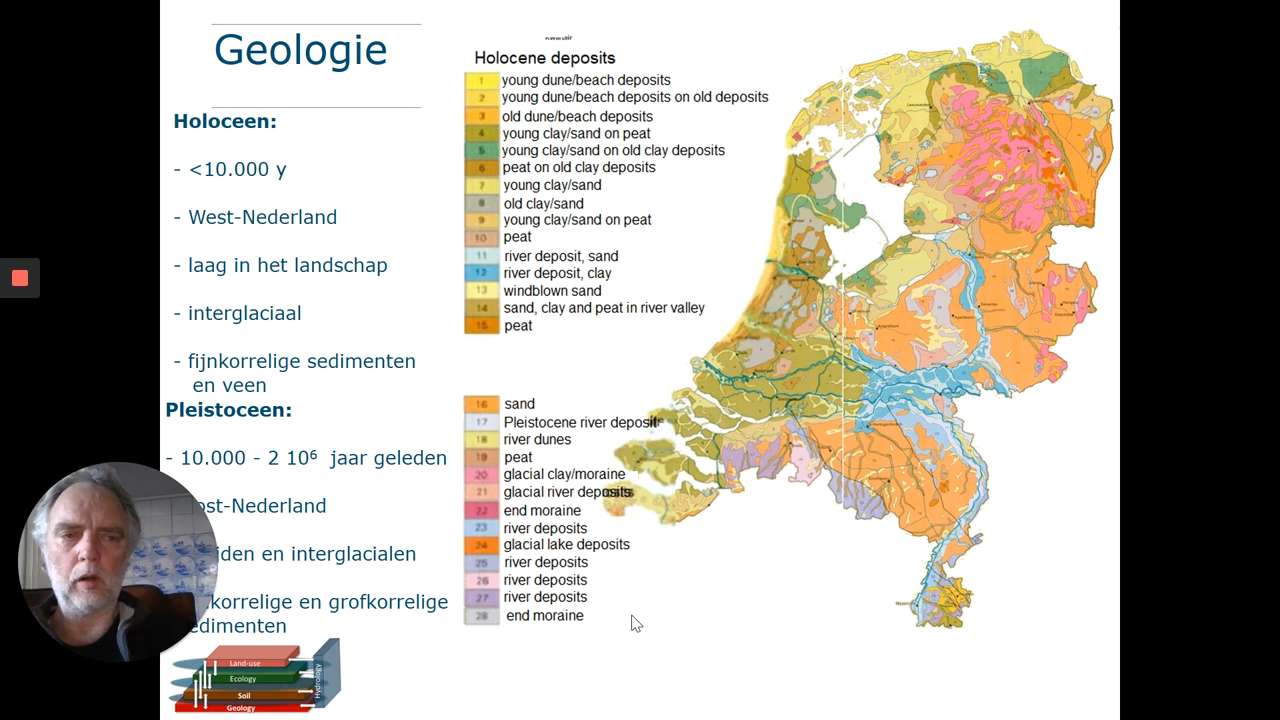 Geologie
Holoceen:
- <10.000 y
- West-Nederland
- laag in het landschap
- interglaciaal
- fijnkorrelige sedimenten
en veen
Pleistoceen:
- 10.000 - 2 10⁶ jaar geleden
ost-Nederland
iden en interglacialen
korrelige en grofkorrelige
edimenten
Land-use
Ecology
Soil
Geology
Hydrology
Holocene deposits
1 young dune/beach deposits
2 young dune/beach deposits on old deposits
3 old dune/beach deposits
4 young clay/sand on peat
5 young clay/sand on old clay deposits
6 peat on old clay deposits
7 young clay/sand
8 old clay/sand
9 young clay/sand on peat
10 peat
11 river deposit, sand
12 river deposit, clay
13 windblown sand
14 sand, clay and peat in river valley
15 peat
16 sand
17 Pleistocene river deposits
18 river dunes
19 peat
20 glacial clay/moraine
21 glacial river deposits
22 end moraine
23 river deposits
24 glacial lake deposits
25 river deposits
26 river deposits
27 river deposits
28 end moraine